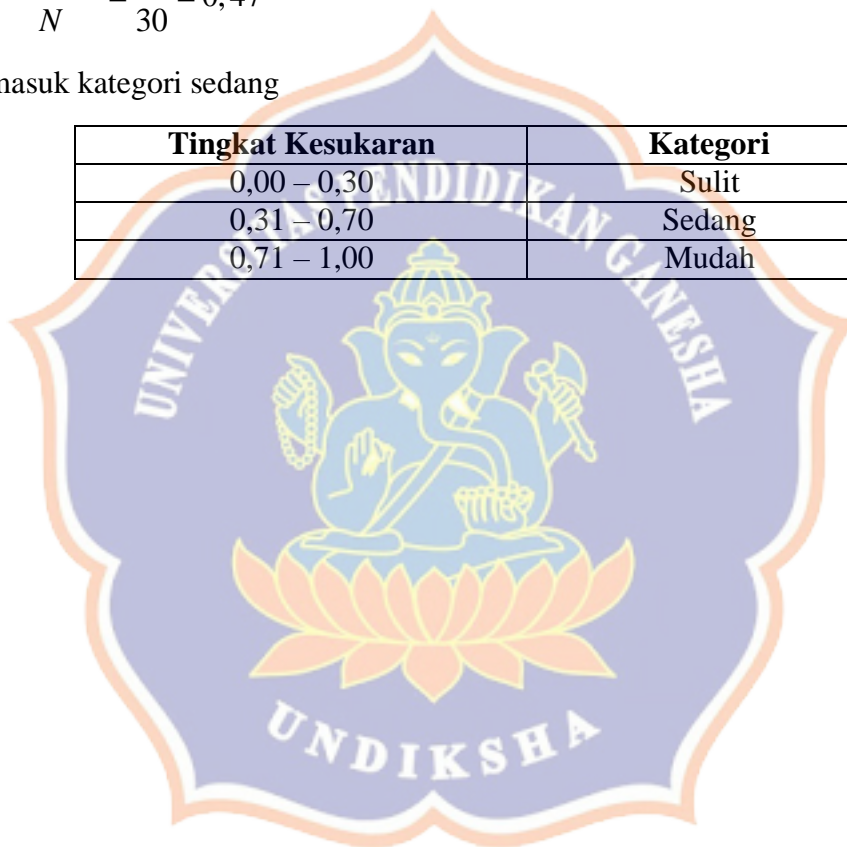 N = 30 = 0,47
masuk kategori sedang
Tingkat Kesukaran Kategori
0,00 – 0,30 Sulit
0,31 – 0,70 Sedang
0,71 – 1,00 Mudah
UNIVERSITAS PENDIDIKAN GANESHA
UNDIKSHA